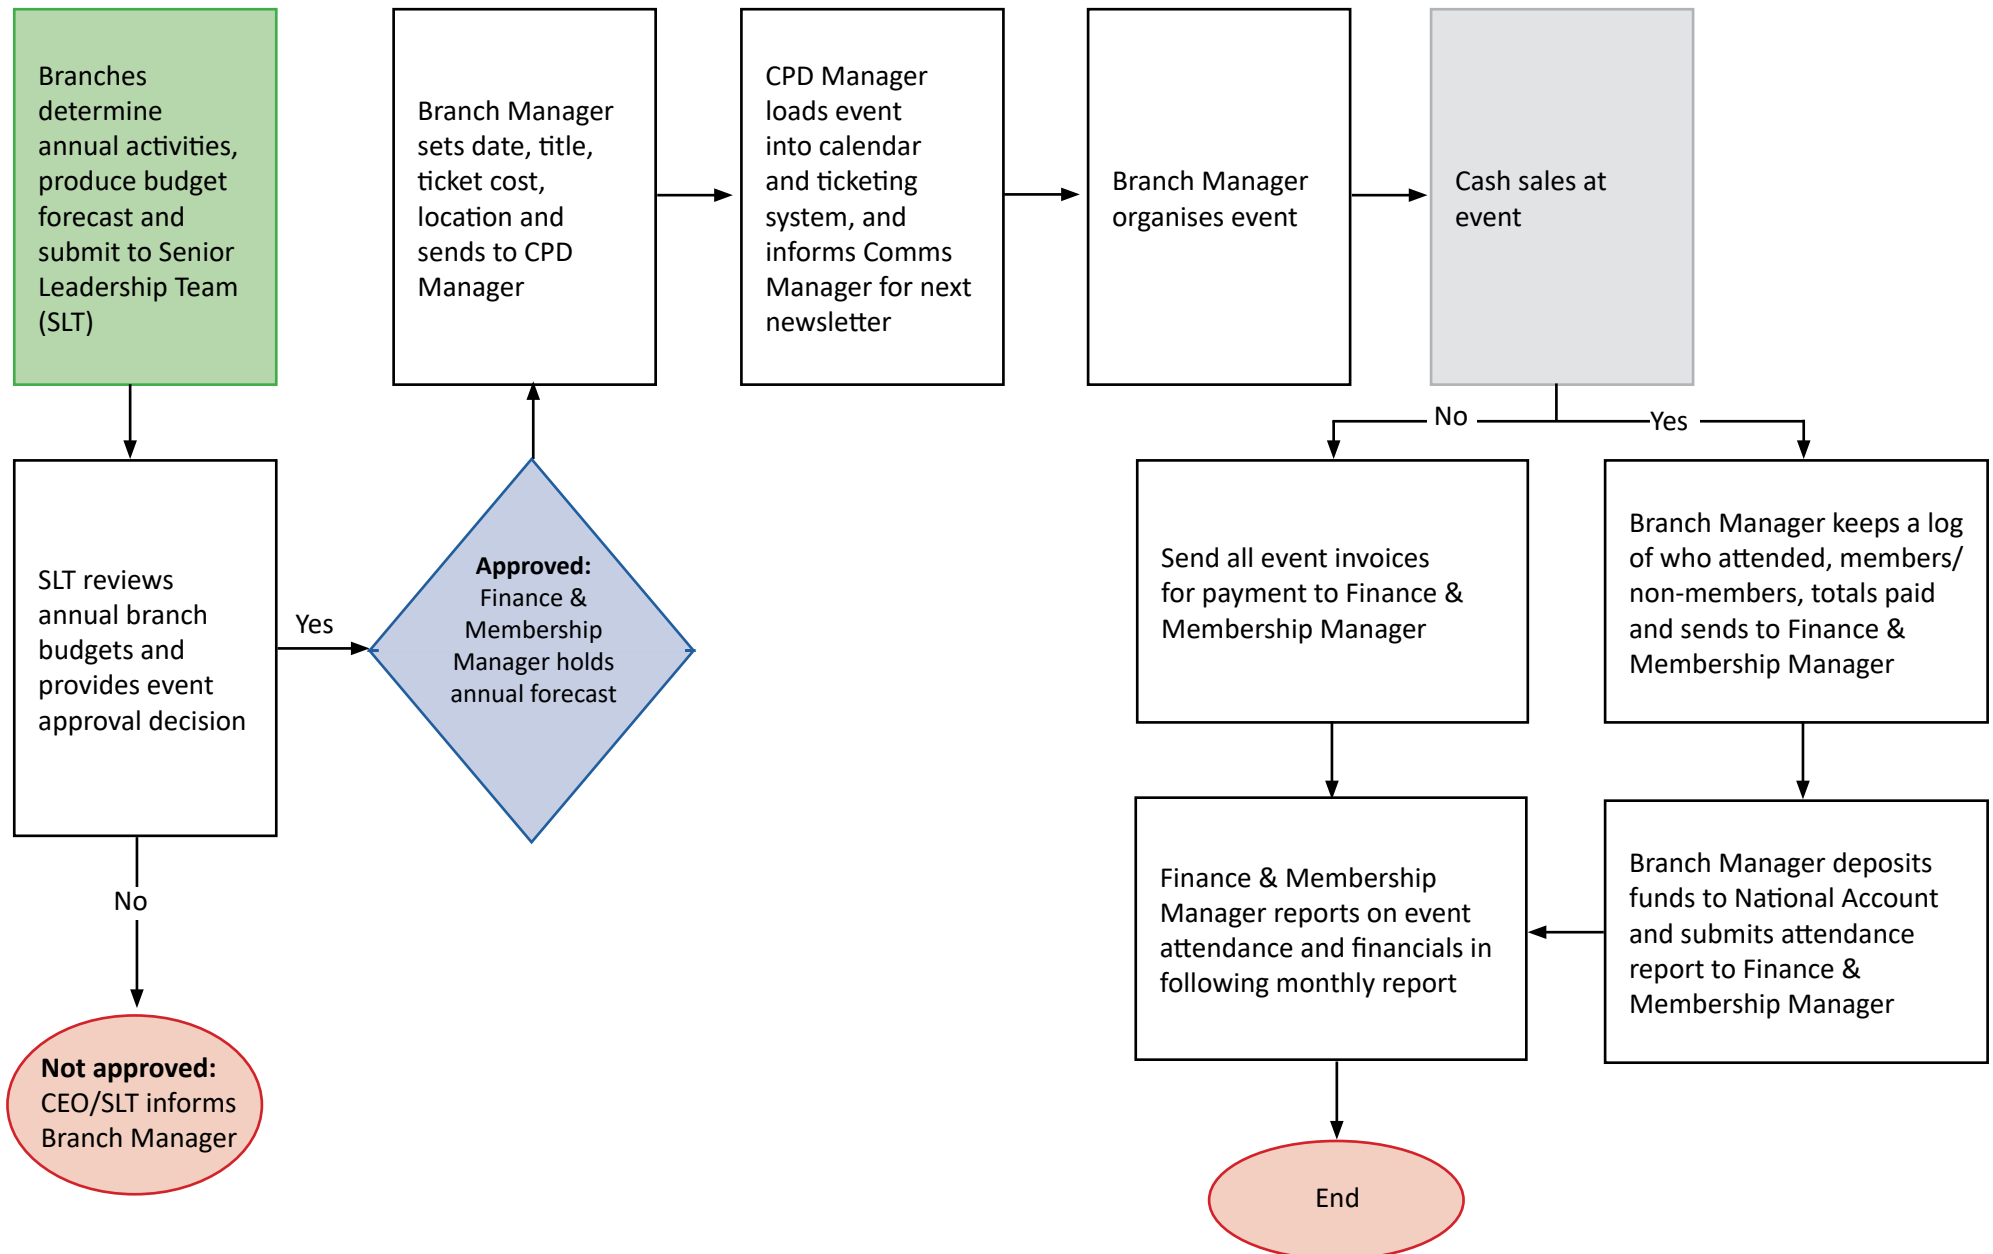 Branches
determine
annual activities,
produce budget
forecast and
submit to Senior
Leadership Team
(SLT)
Branch Manager
sets date, title,
ticket cost,
location and
sends to CPD
Manager
CPD Manager
loads event
into calendar
and ticketing
system, and
informs Comms
Manager for next
newsletter
Branch Manager
organises event
Cash sales at
event
No
Yes
SLT reviews
annual branch
budgets and
provides event
approval decision
Yes
Approved:
Finance &
Membership
Manager holds
annual forecast
Send all event invoices
for payment to Finance &
Membership Manager
Branch Manager keeps a log
of who attended, members/
non-members, totals paid
and sends to Finance &
Membership Manager
No
Finance & Membership
Manager reports on event
attendance and financials in
following monthly report
Branch Manager deposits
funds to National Account
and submits attendance
report to Finance &
Membership Manager
Not approved:
CEO/SLT informs
Branch Manager
End